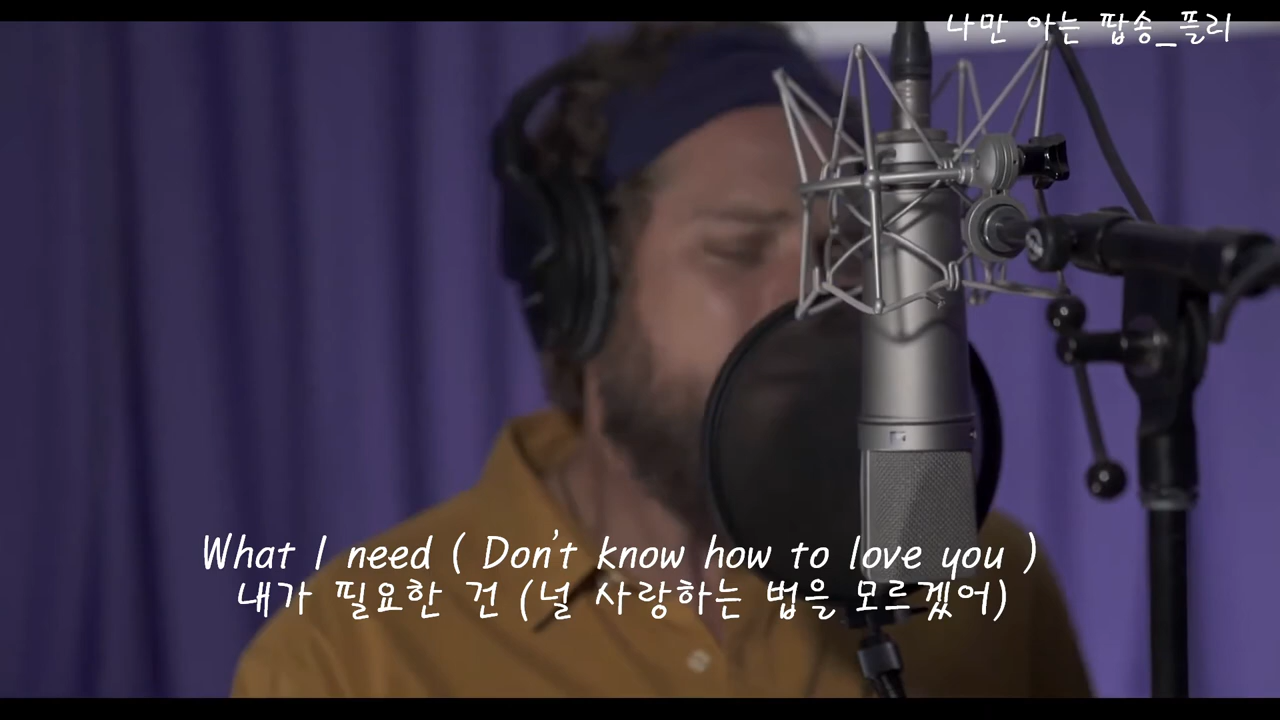 나만 아는 팝송_플리
What I need ( Don't know how to love you )
내가 필요한 건 (널 사랑하는 법을 모르겠어)